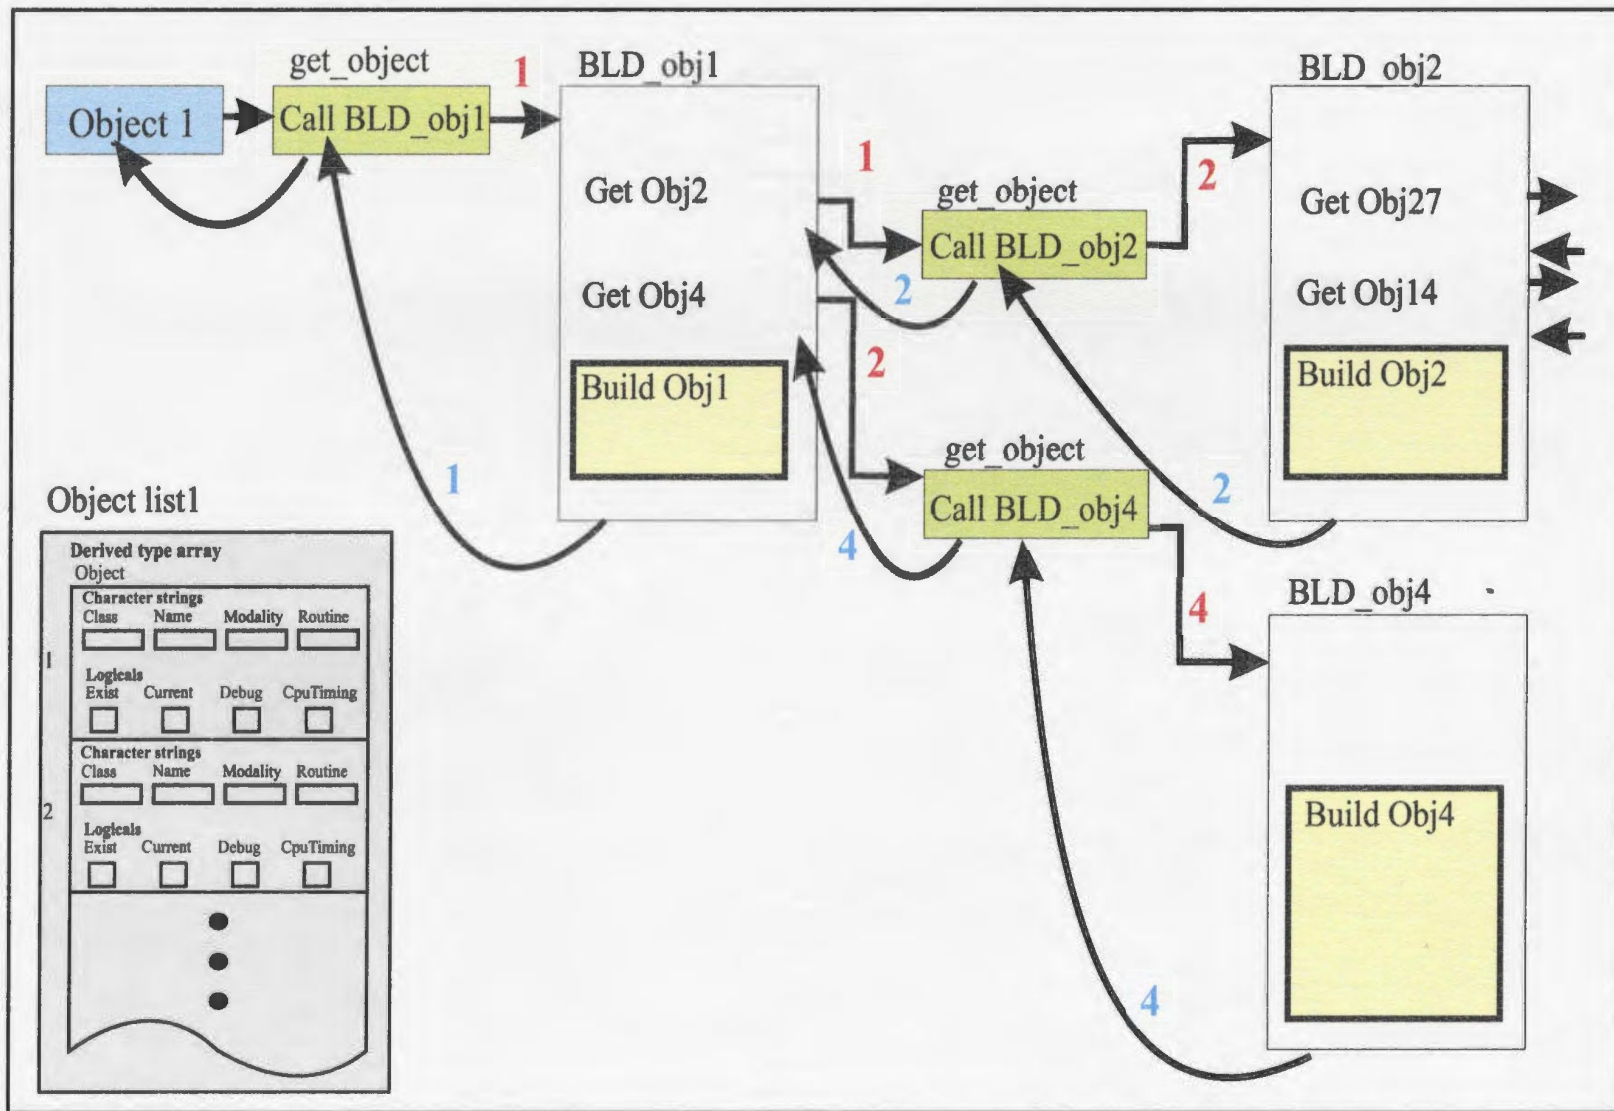 get_object
Object 1
Call BLD_obj1
1
BLD_obj1
Get Obj2
Get Obj4
Build Obj1
1
2
get_object
Call BLD_obj2
2
2
BLD_obj2
Get Obj27
Get Obj14
Build Obj2
2
get_object
Call BLD_obj4
4
4
BLD_obj4
Build Obj4
4
1
Object list1
Derived type array
Object
Character strings
Class Name Modality Routine
1
Logicals
Exist Current Debug CpuTiming
Character strings
Class Name Modality Routine
2
Logicals
Exist Current Debug CpuTiming